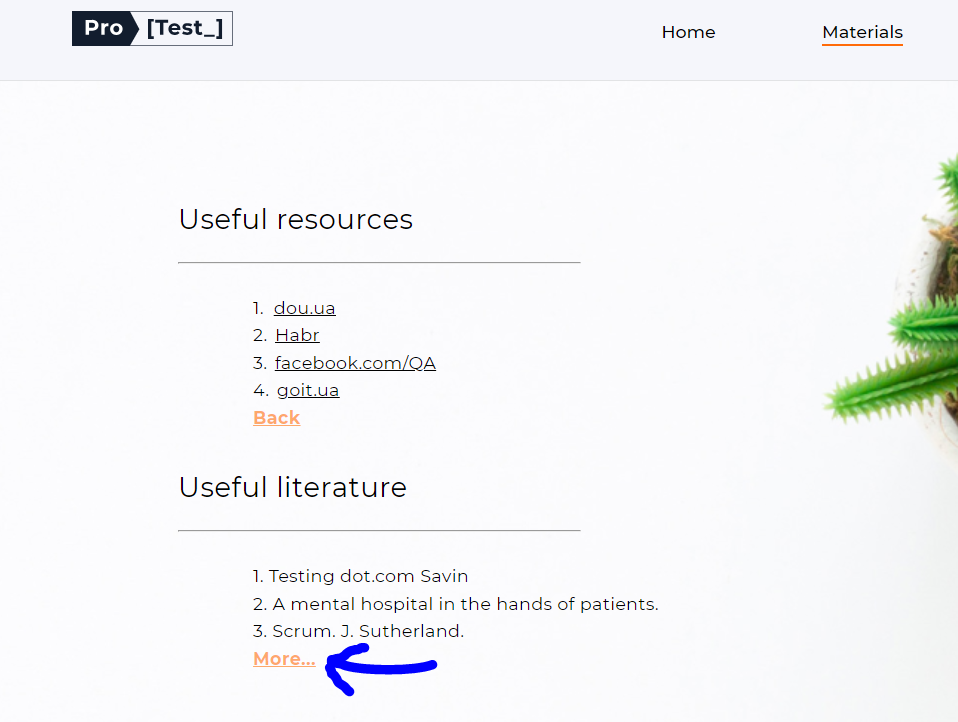 Pro [Test_]
Home
Materials
Useful resources
1. dou.ua
2. Habr
3. facebook.com/QA
4. goit.ua
Back
Useful literature
1. Testing dot.com Savin
2. A mental hospital in the hands of patients.
3. Scrum. J. Sutherland.
More...